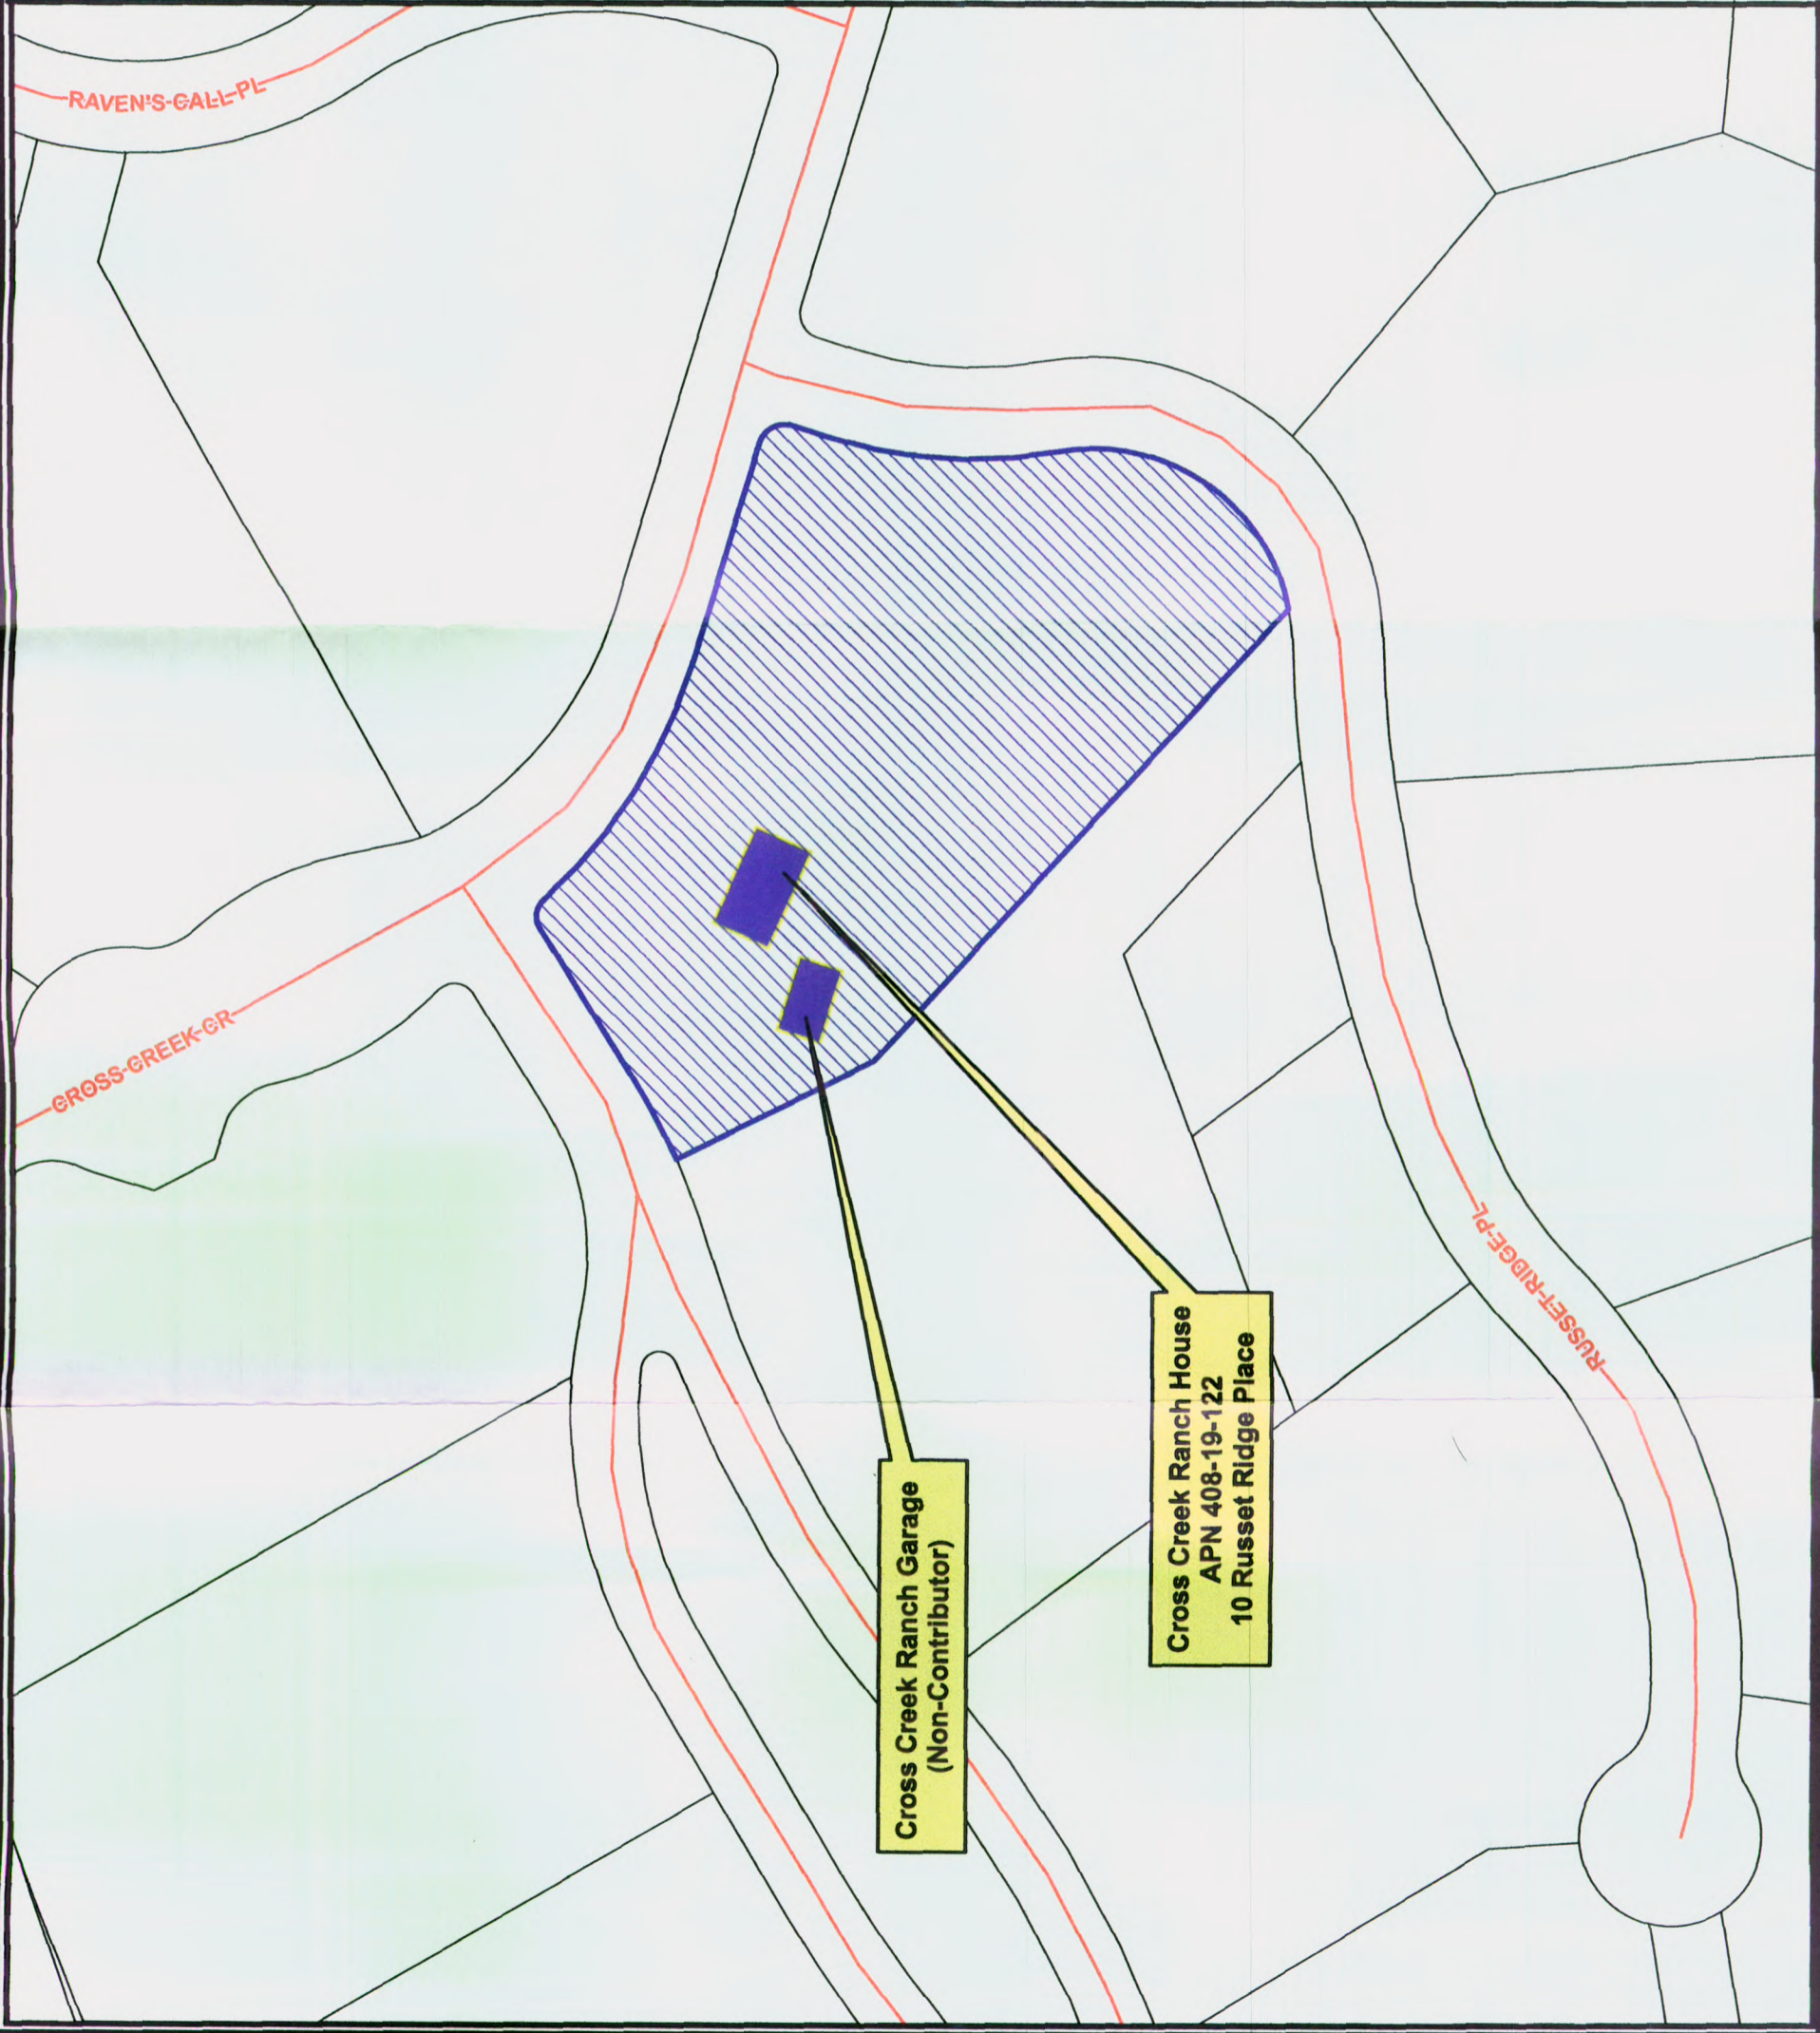 RAVEN'S CALL PL
CROSS CREEK CR
RUSSET RIDGE PL
Cross Creek Ranch Garage
(Non-Contributor)
Cross Creek Ranch House
APN 408-19-122
10 Russet Ridge Place